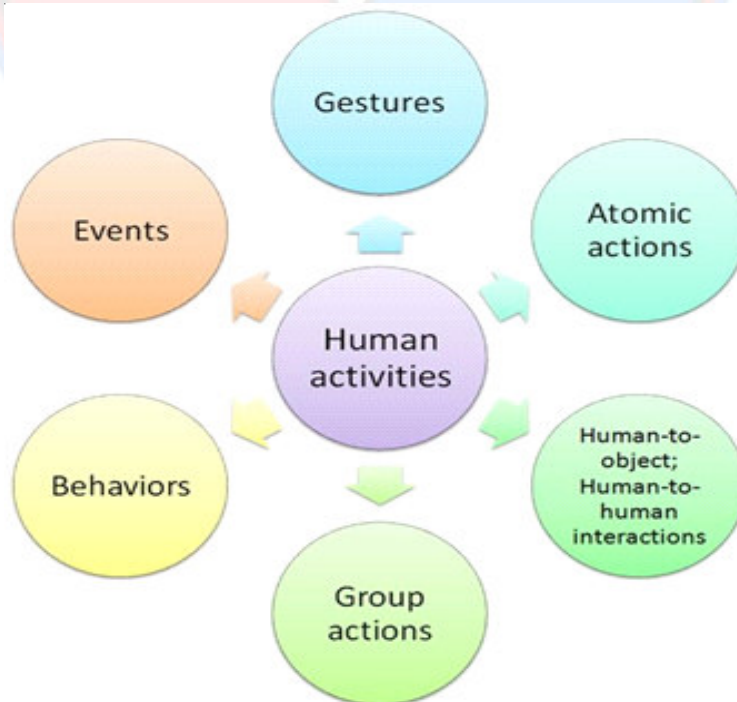 Gestures
Events
Atomic
actions
Human
activities
Behaviors
Human-to-
object;
Human-to-
human
interactions
Group
actions